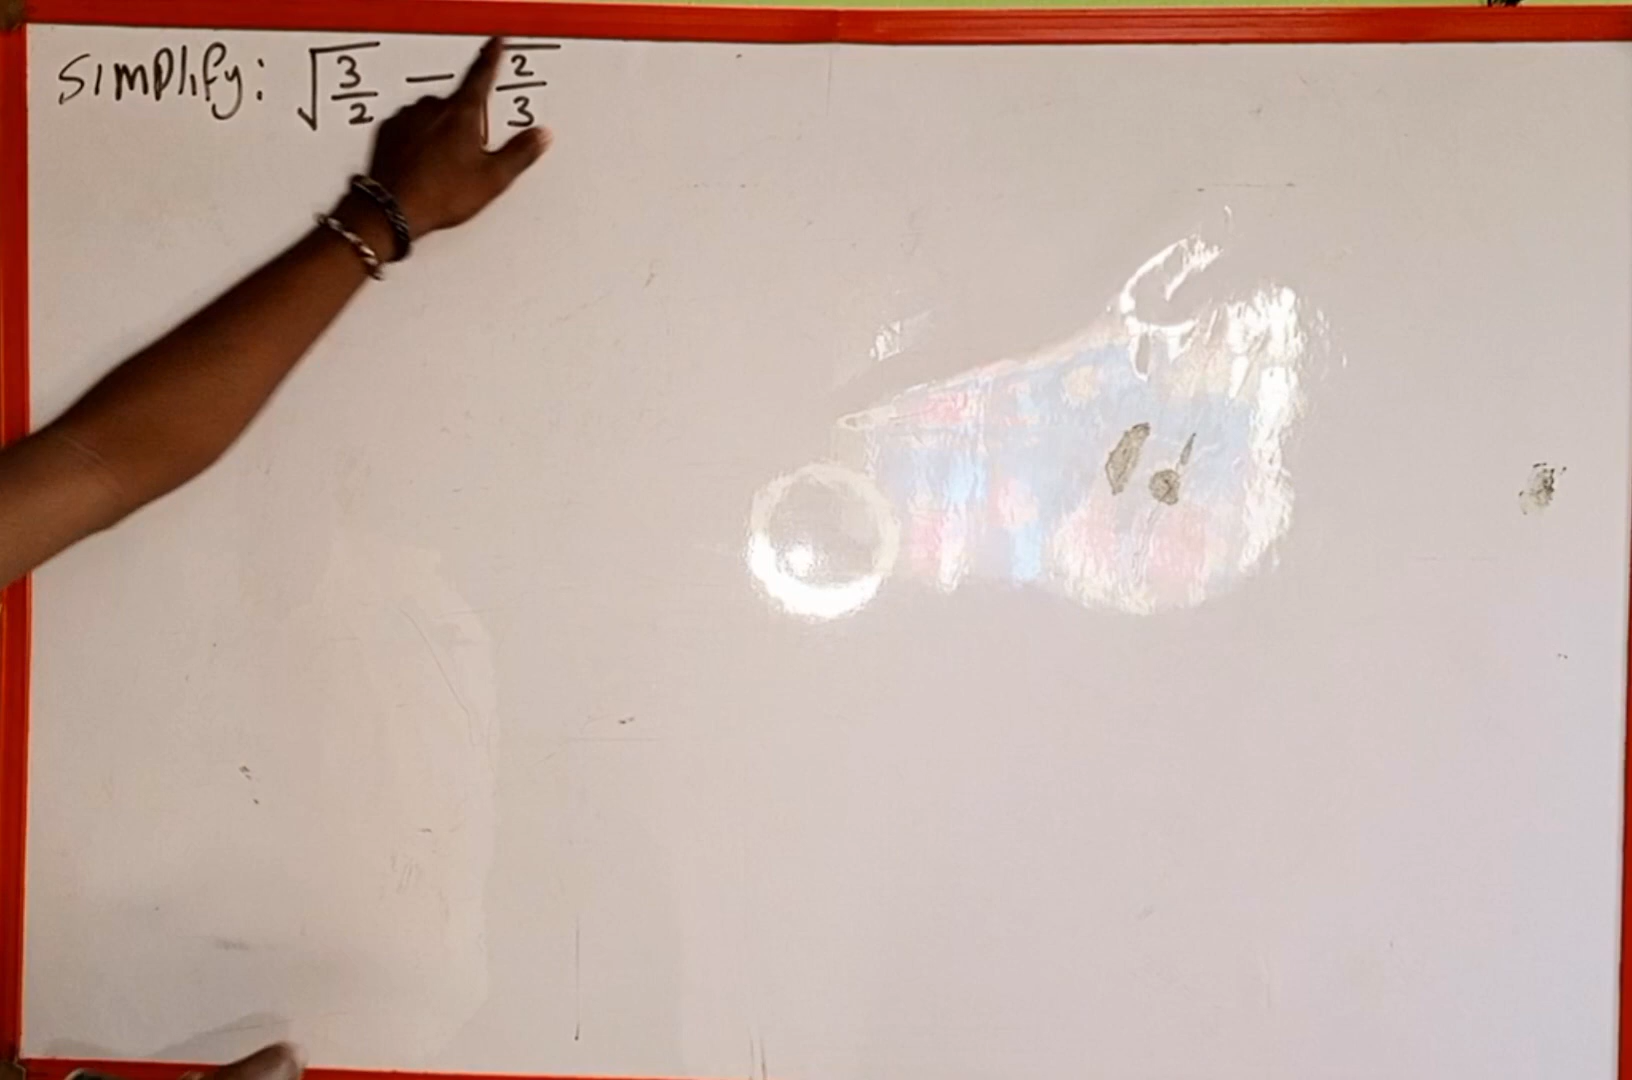 Simplify: √(3/2) − √(2/3)